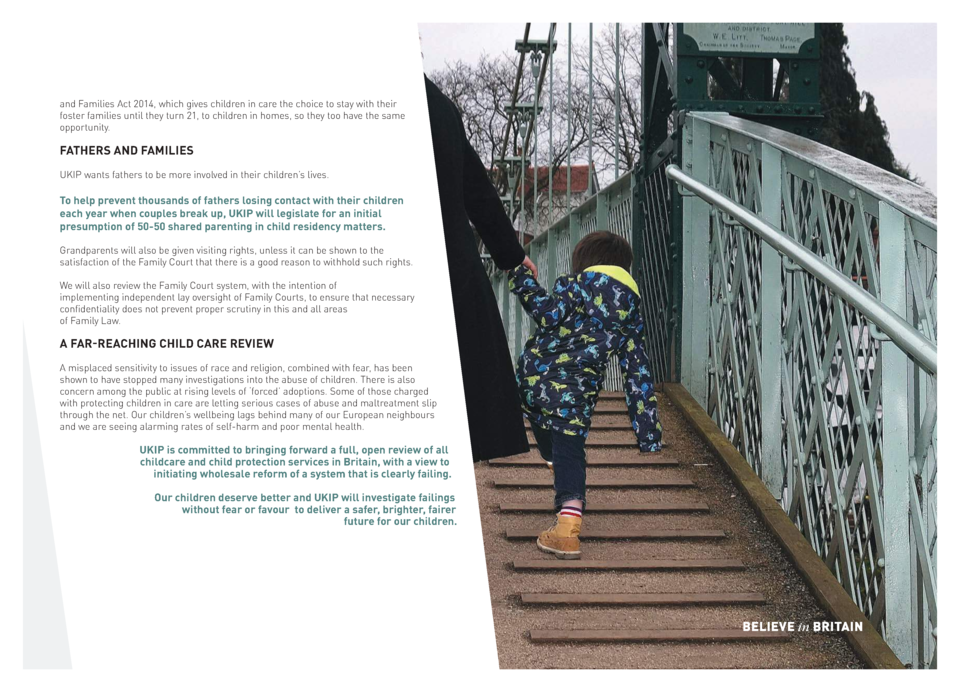 and Families Act 2014, which gives children in care the choice to stay with their
foster families until they turn 21, to children in homes, so they too have the same
opportunity.
FATHERS AND FAMILIES
UKIP wants fathers to be more involved in their children's lives.
To help prevent thousands of fathers losing contact with their children
each year when couples break up, UKIP will legislate for an initial
presumption of 50-50 shared parenting in child residency matters.
Grandparents will also be given visiting rights, unless it can be shown to the
satisfaction of the Family Court that there is a good reason to withhold such rights.
We will also review the Family Court system, with the intention of
implementing independent lay oversight of Family Courts, to ensure that necessary
confidentiality does not prevent proper scrutiny in this and all areas
of Family Law.
A FAR-REACHING CHILD CARE REVIEW
A misplaced sensitivity to issues of race and religion, combined with fear, has been
shown to have stopped many investigations into the abuse of children. There is also
concern among the public at rising levels of 'forced' adoptions. Some of those charged
with protecting children in care are letting serious cases of abuse and maltreatment slip
through the net. Our children's wellbeing lags behind many of our European neighbours
and we are seeing alarming rates of self-harm and poor mental health.
UKIP is committed to bringing forward a full, open review of all
childcare and child protection services in Britain, with a view to
initiating wholesale reform of a system that is clearly failing.
Our children deserve better and UKIP will investigate failings
without fear or favour to deliver a safer, brighter, fairer
future for our children.
AND DISTRICT
W.E. LITT, THOMAS PACE
CHAIRMAN OF THE SOCIETY. MAYOR.
BELIEVE in BRITAIN